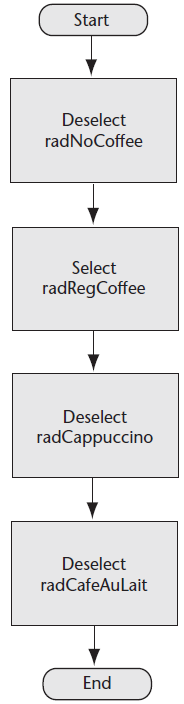 Start
Deselect
radNoCoffee
Select
radRegCoffee
Deselect
radCappuccino
Deselect
radCafeAuLait
End